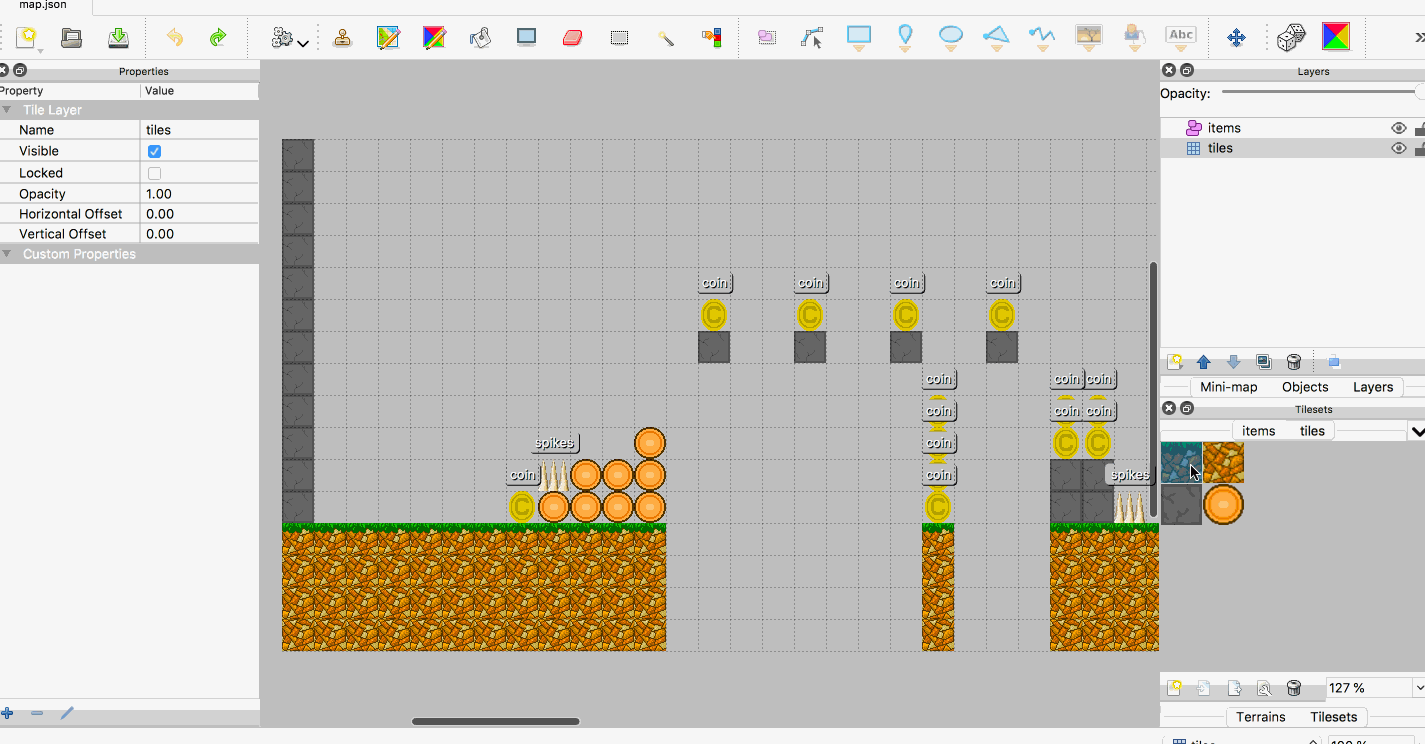 map.json
Abc
Properties
Property Value
Tile Layer
Name tiles
Visible
Locked
Opacity 1.00
Horizontal Offset 0.00
Vertical Offset 0.00
Custom Properties
coin coin coin coin
C C C C
coin coin coin
coin coin coin
spikes coin C C
coin coin spikes
C C
Layers
Opacity:
items
tiles
Mini-map Objects Layers
Tilesets
items tiles
127 %
Terrains Tilesets